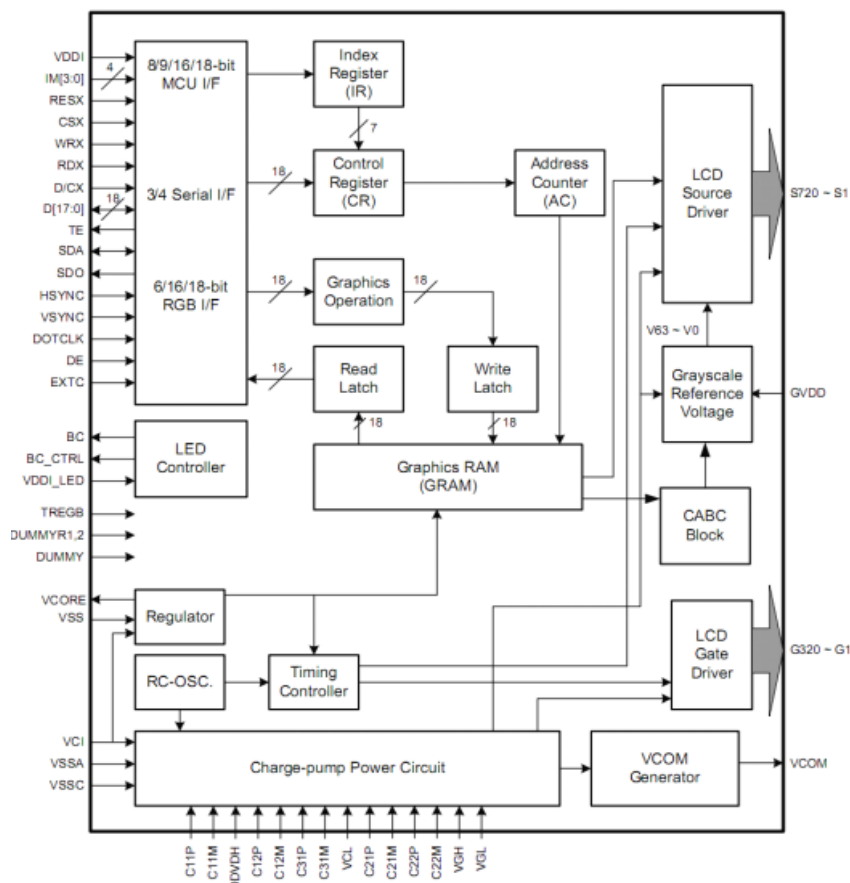 VDDI
IM[3:0]
4
RESX
CSX
WRX
RDX
D/CX
D[17:0]
18
TE
SDA
SDO
HSYNC
VSYNC
DOTCLK
DE
EXTC
BC
BC_CTRL
VDDI_LED
TREGB
DUMMYR1,2
DUMMY
VCORE
VSS
VCI
VSSA
VSSC
8/9/16/18-bit
MCU I/F
3/4 Serial I/F
6/16/18-bit
RGB I/F
LED
Controller
Index
Register
(IR)
7
18
Control
Register
(CR)
Address
Counter
(AC)
18
Graphics
Operation
18
18
Read
Latch
Write
Latch
18
18
Graphics RAM
(GRAM)
LCD
Source
Driver
S720 ~ S1
V63 ~ V0
Grayscale
Reference
Voltage
GVDD
CABC
Block
Regulator
RC-OSC.
Timing
Controller
LCD
Gate
Driver
G320 ~ G1
Charge-pump Power Circuit
VCOM
Generator
VCOM
C11P
C11M
DVDH
C12P
C12M
C31P
C31M
VCL
C21P
C21M
C22P
C22M
VGH
VGL